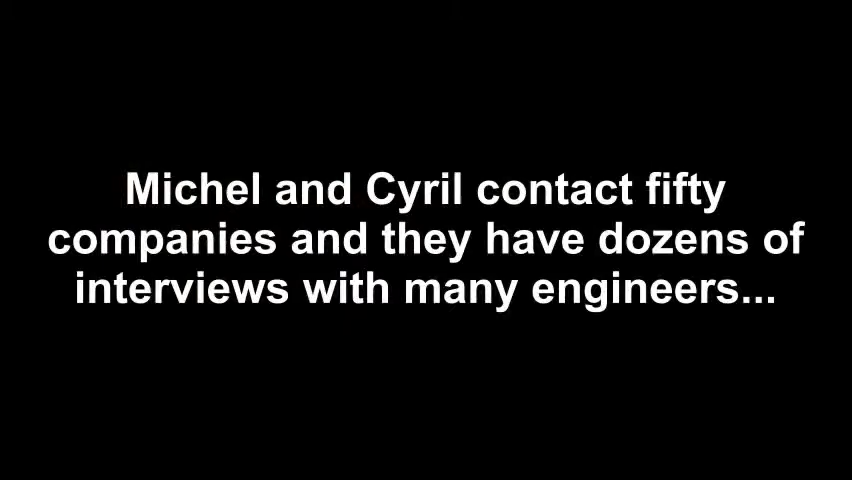 Michel and Cyril contact fifty
companies and they have dozens of
interviews with many engineers...